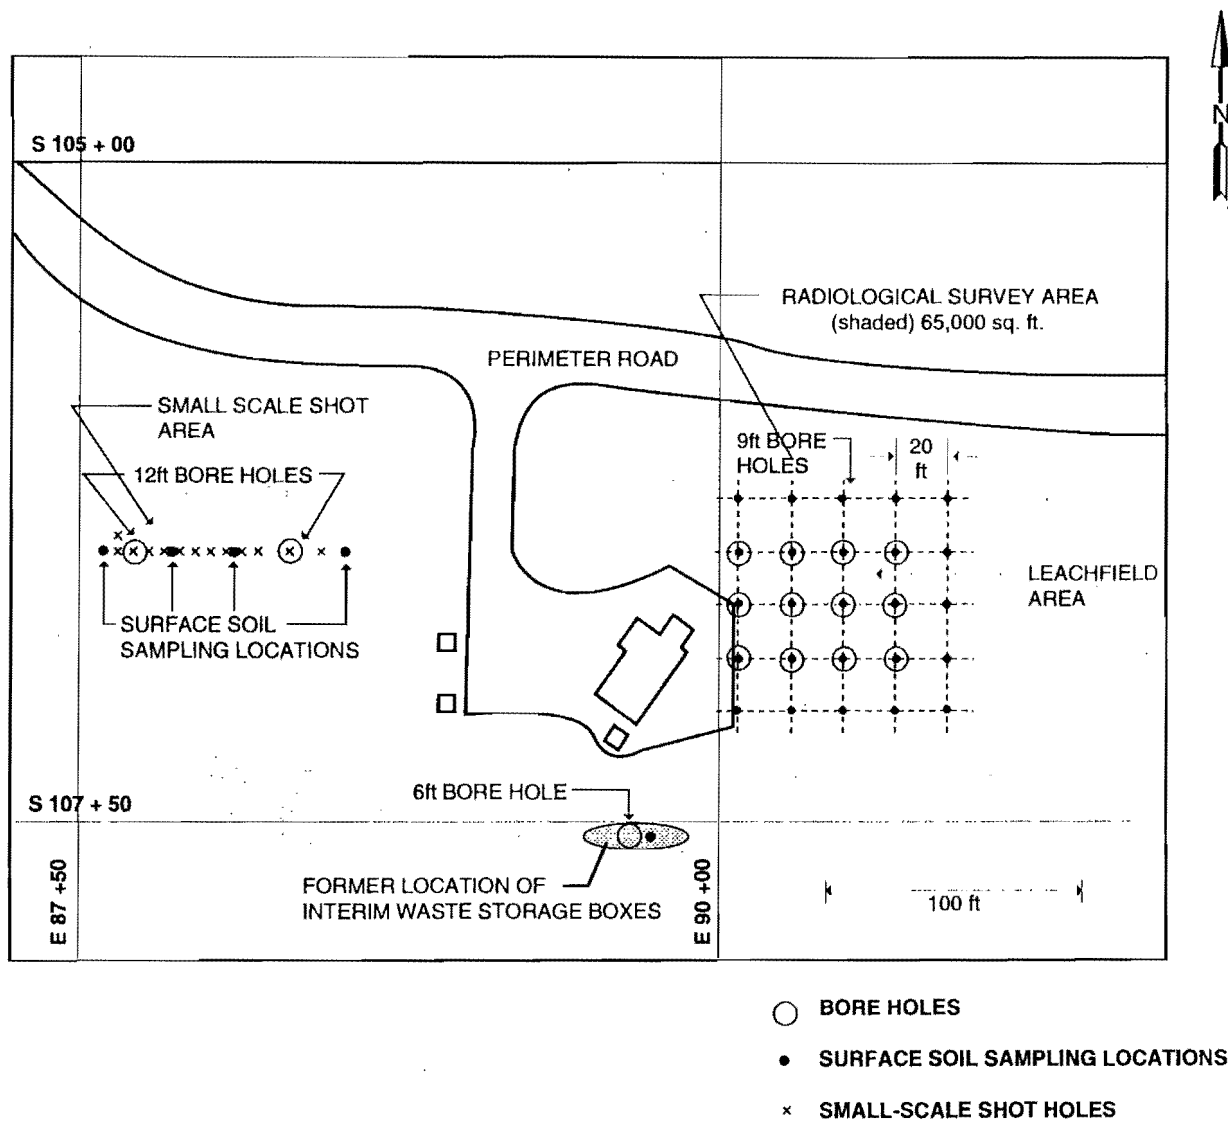 N
S 105 + 00
RADIOLOGICAL SURVEY AREA
(shaded) 65,000 sq. ft.
PERIMETER ROAD
SMALL SCALE SHOT
AREA
9ft BORE
HOLES
20
ft
12ft BORE HOLES
LEACHFIELD
AREA
SURFACE SOIL
SAMPLING LOCATIONS
6ft BORE HOLE
S 107 + 50
FORMER LOCATION OF
INTERIM WASTE STORAGE BOXES
E 87 +50
E 90 +00
100 ft
BORE HOLES
SURFACE SOIL SAMPLING LOCATIONS
SMALL-SCALE SHOT HOLES